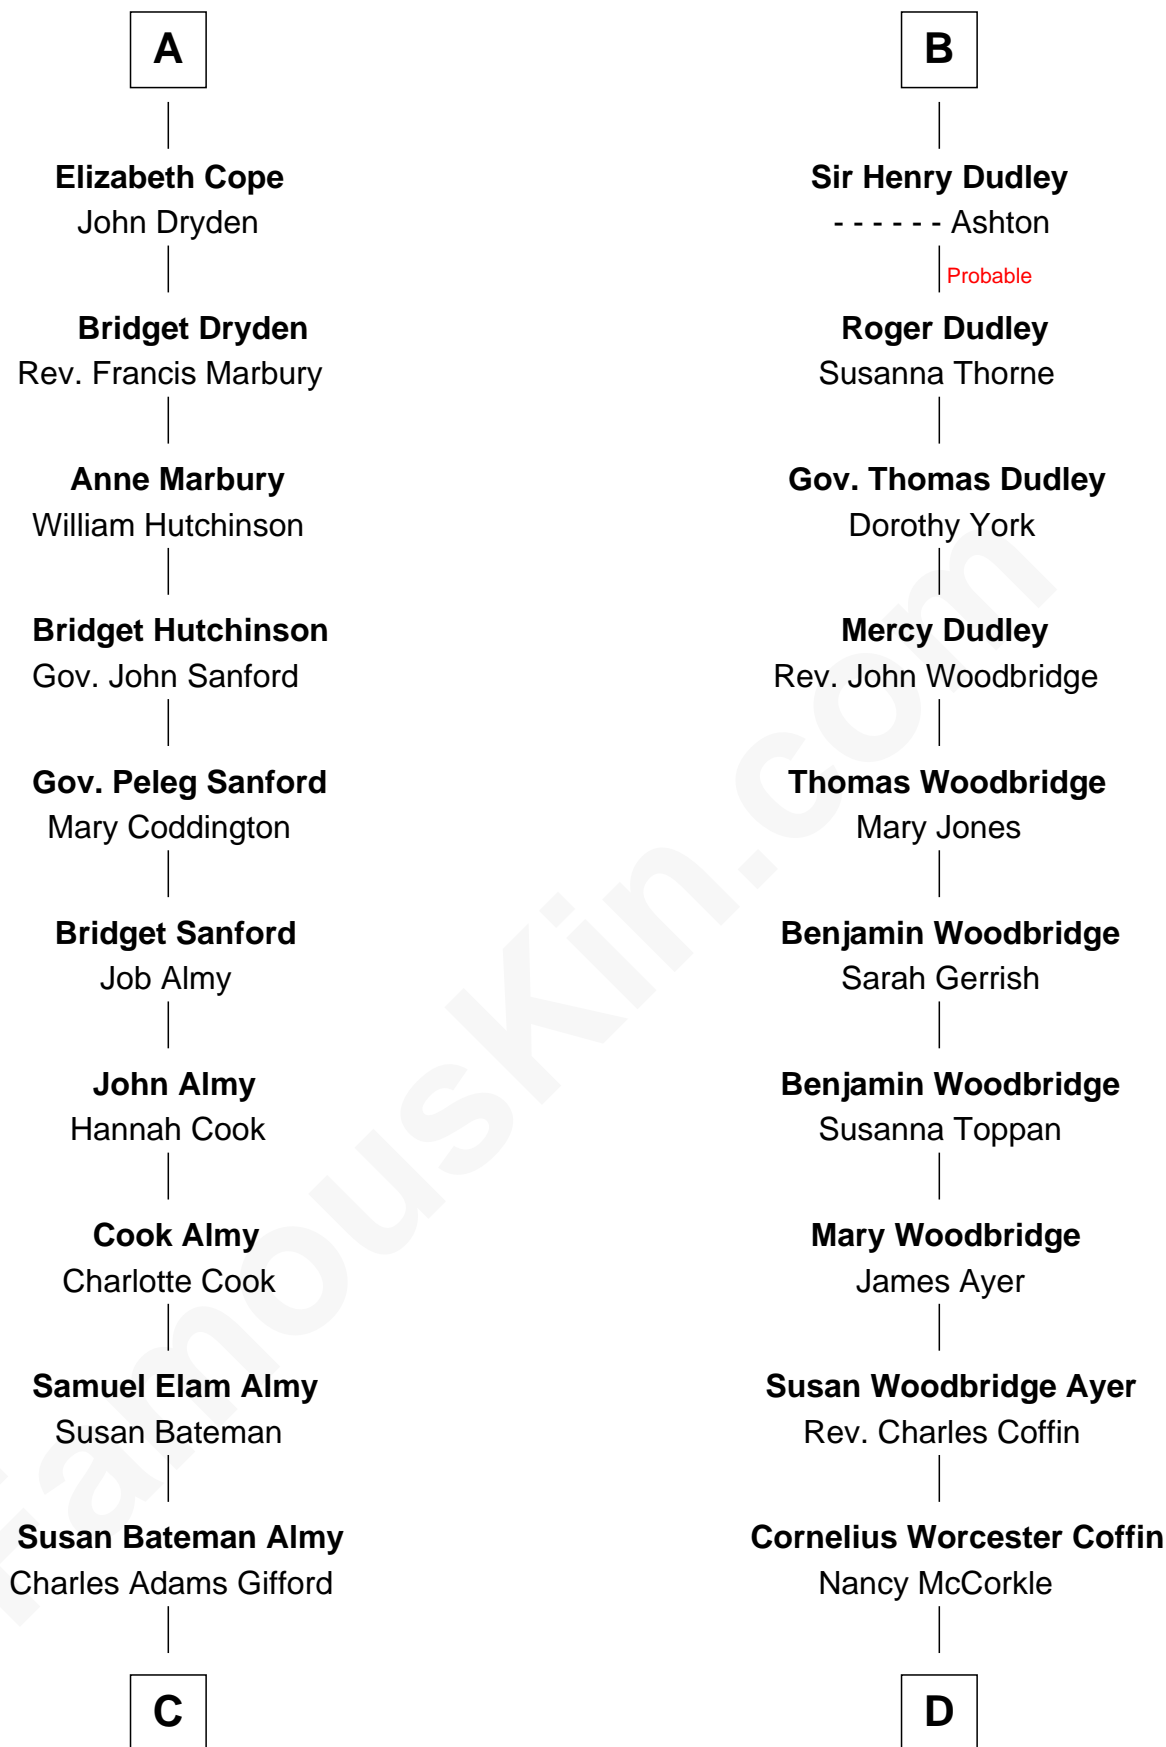 A
Elizabeth Cope
John Dryden
Bridget Dryden
Rev. Francis Marbury
Anne Marbury
William Hutchinson
Bridget Hutchinson
Gov. John Sanford
Gov. Peleg Sanford
Mary Coddington
Bridget Sanford
Job Almy
John Almy
Hannah Cook
Cook Almy
Charlotte Cook
Samuel Elam Almy
Susan Bateman
Susan Bateman Almy
Charles Adams Gifford
C
B
Sir Henry Dudley
- - - - - - Ashton
Probable
Roger Dudley
Susanna Thorne
Gov. Thomas Dudley
Dorothy York
Mercy Dudley
Rev. John Woodbridge
Thomas Woodbridge
Mary Jones
Benjamin Woodbridge
Sarah Gerrish
Benjamin Woodbridge
Susanna Toppan
Mary Woodbridge
James Ayer
Susan Woodbridge Ayer
Rev. Charles Coffin
Cornelius Worcester Coffin
Nancy McCorkle
D
FamousKin.com